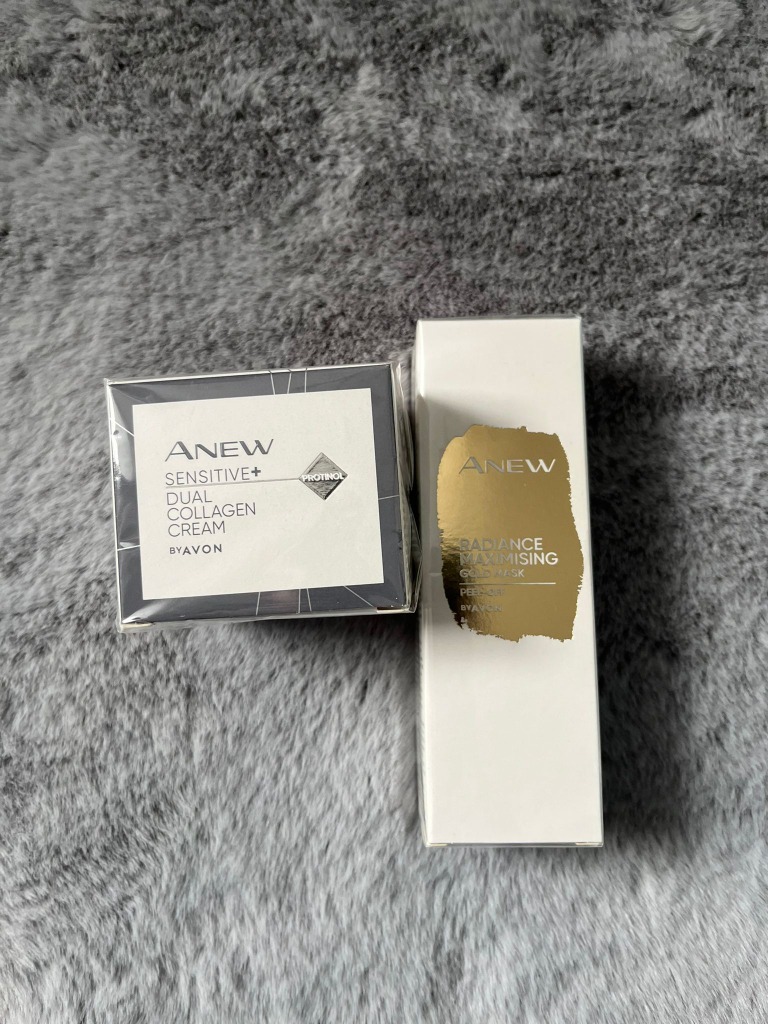 ANEW
SENSITIVE+
PROTINOL
DUAL
COLLAGEN
CREAM
BY AVON
ANEW
RADIANCE
MAXIMISING
GOLD MASK
PEEL-OFF
BY AVON